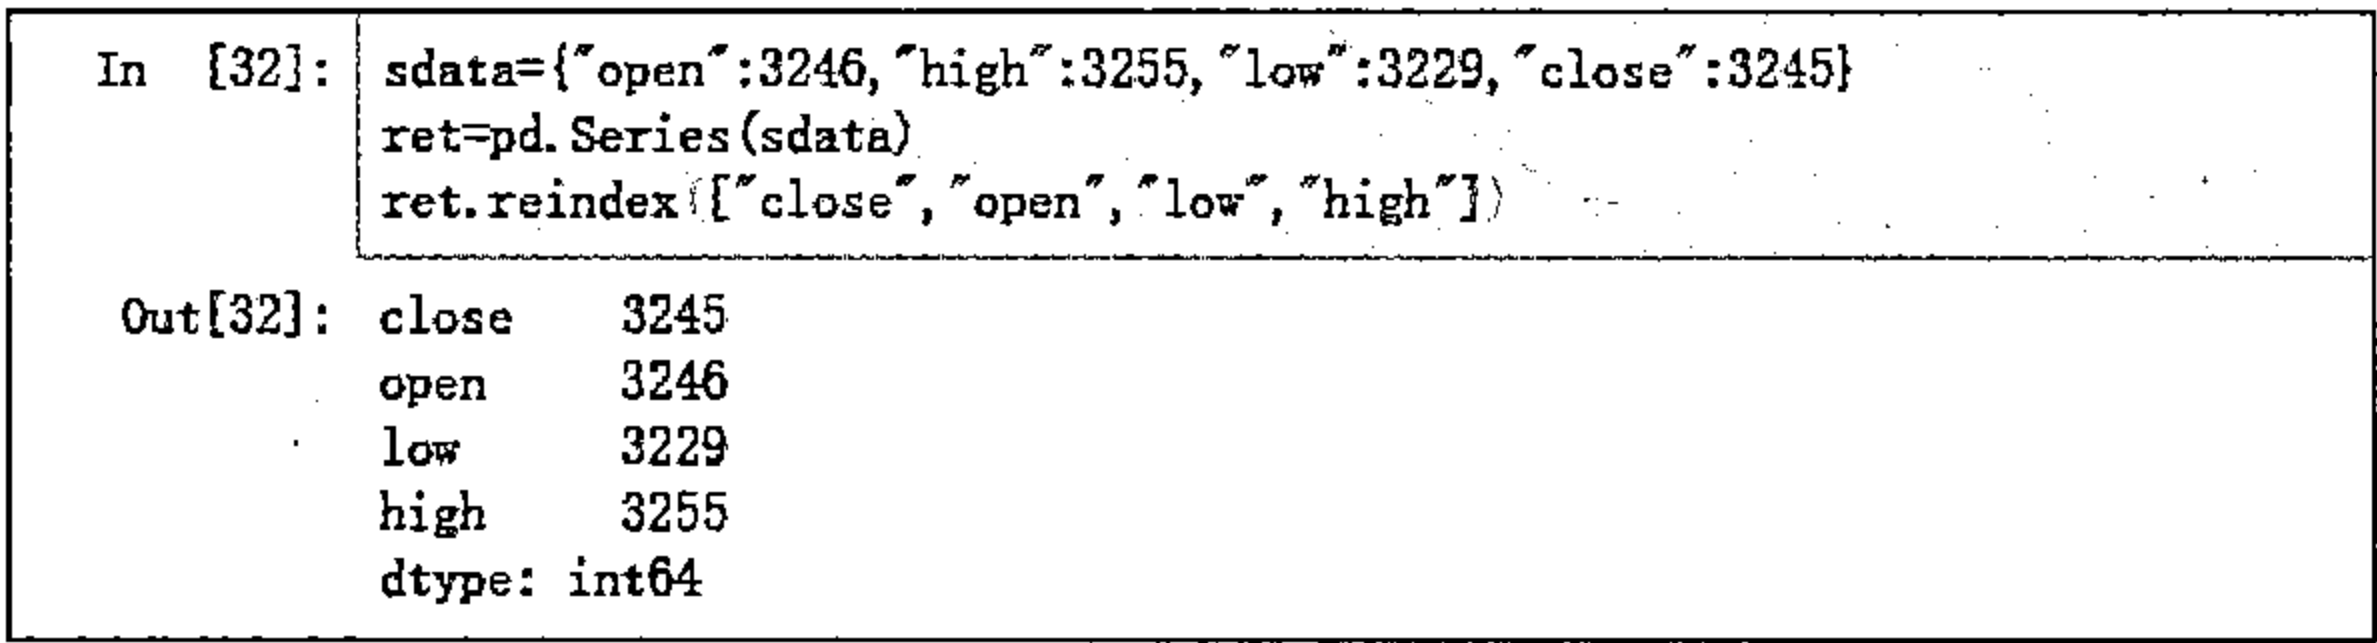 In [32]: sdata={"open":3246,"high":3255,"low":3229,"close":3245}
ret=pd.Series(sdata)
ret.reindex(["close","open","low","high"])
Out[32]: close 3245
open 3246
low 3229
high 3255
dtype: int64